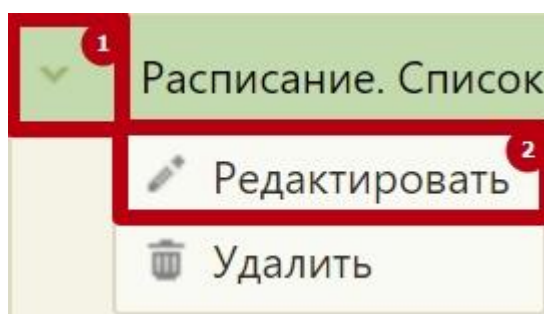 1
Расписание. Список
2
Редактировать
Удалить